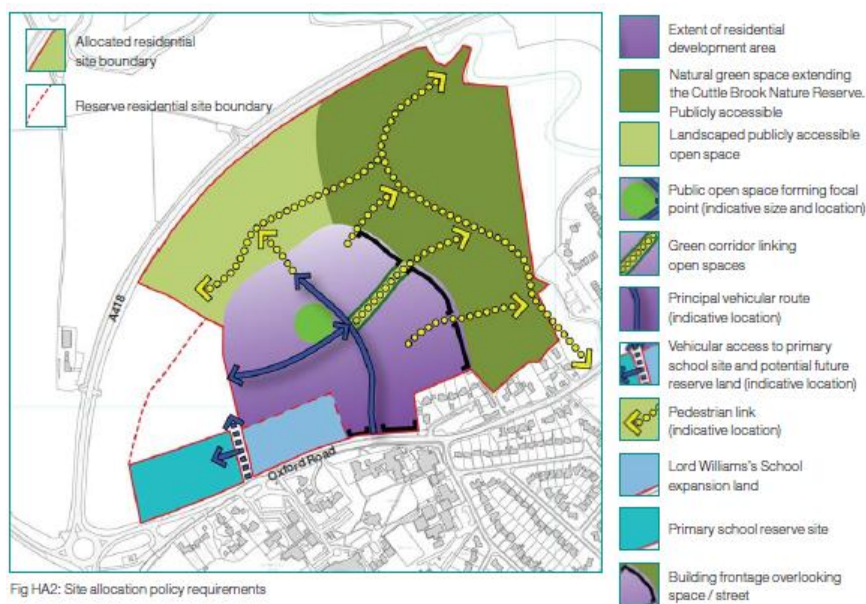 Allocated residential
site boundary
Reserve residential site boundary
A418
Oxford Road
Extent of residential
development area
Natural green space extending
the Cuttle Brook Nature Reserve.
Publicly accessible
Landscaped publicly accessible
open space
Public open space forming focal
point (indicative size and location)
Green corridor linking
open spaces
Principal vehicular route
(indicative location)
Vehicular access to primary
school site and potential future
reserve land (indicative location)
Pedestrian link
(indicative location)
Lord Williams's School
expansion land
Primary school reserve site
Building frontage overlooking
space / street
Fig HA2: Site allocation policy requirements